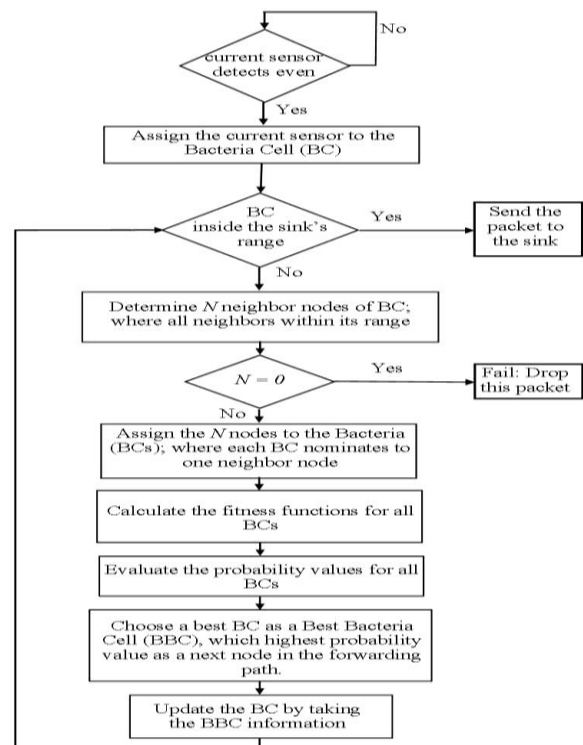 No
current sensor
detects even
Yes
Assign the current sensor to the
Bacteria Cell (BC)
BC
inside the sink's
range
Yes
Send the
packet to
the sink
No
Determine N neighbor nodes of BC;
where all neighbors within its range
N = 0
Yes
Fail: Drop
this packet
No
Assign the N nodes to the Bacteria
(BCs); where each BC nominates to
one neighbor node
Calculate the fitness functions for all
BCs
Evaluate the probability values for all
BCs
Choose a best BC as a Best Bacteria
Cell (BBC), which highest probability
value as a next node in the forwarding
path.
Update the BC by taking
the BBC information